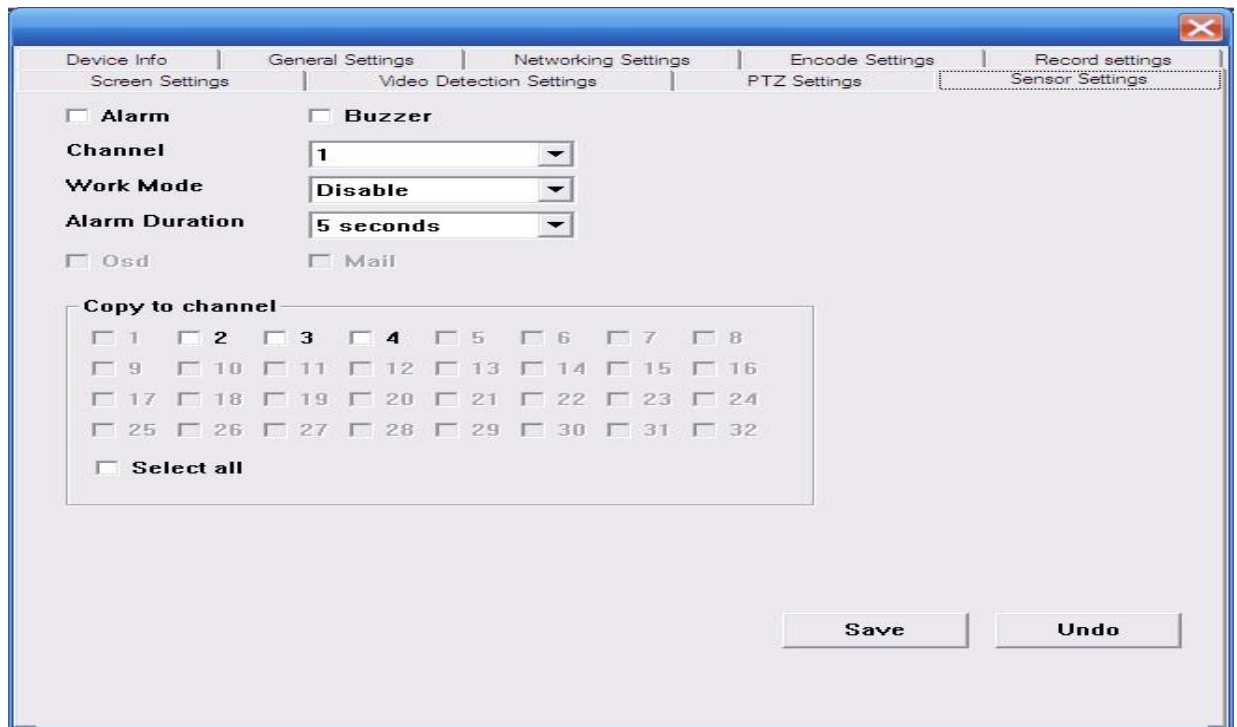 Device Info General Settings Networking Settings Encode Settings Record settings
Screen Settings Video Detection Settings PTZ Settings Sensor Settings
Alarm Buzzer
Channel 1
Work Mode Disable
Alarm Duration 5 seconds
Osd Mail
Copy to channel
1 2 3 4 5 6 7 8
9 10 11 12 13 14 15 16
17 18 19 20 21 22 23 24
25 26 27 28 29 30 31 32
Select all
Save Undo